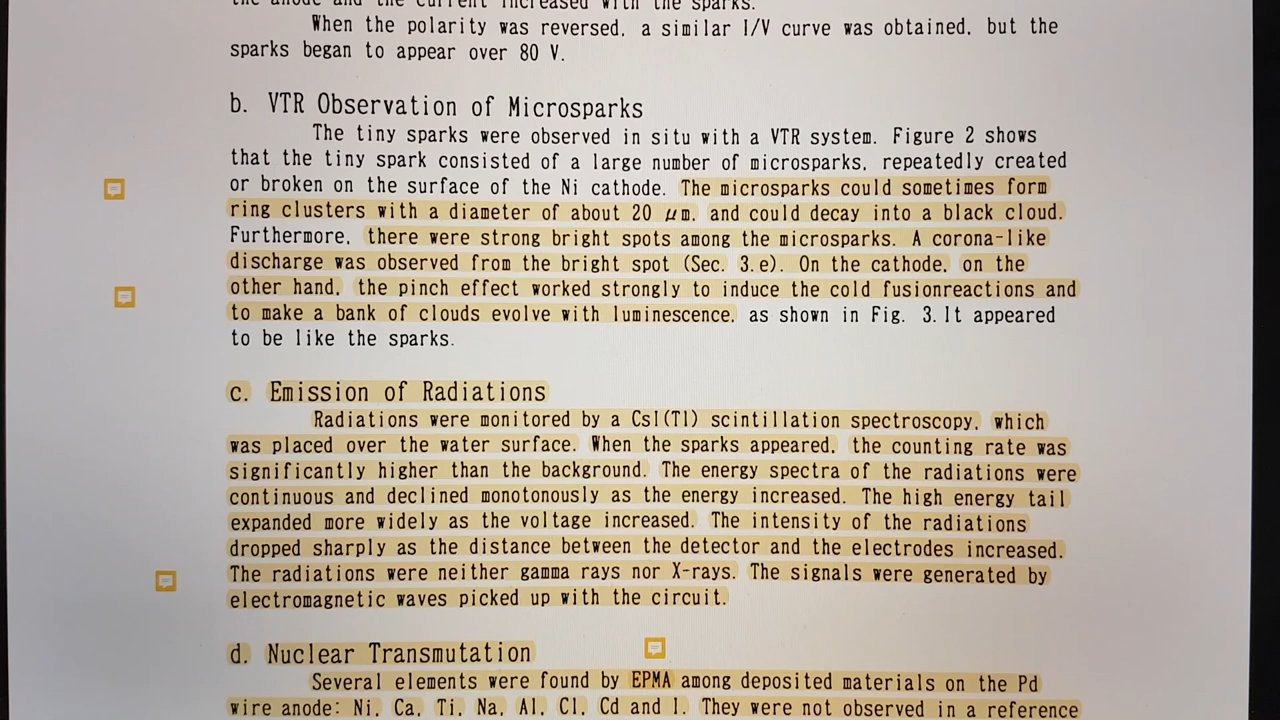 the anode and the current increased with the sparks.
When the polarity was reversed, a similar I/V curve was obtained, but the
sparks began to appear over 80 V.
b. VTR Observation of Microsparks
The tiny sparks were observed in situ with a VTR system. Figure 2 shows
that the tiny spark consisted of a large number of microsparks, repeatedly created
or broken on the surface of the Ni cathode. The microsparks could sometimes form
ring clusters with a diameter of about 20 μm, and could decay into a black cloud.
Furthermore, there were strong bright spots among the microsparks. A corona-like
discharge was observed from the bright spot (Sec. 3.e). On the cathode, on the
other hand, the pinch effect worked strongly to induce the cold fusionreactions and
to make a bank of clouds evolve with luminescence, as shown in Fig. 3. It appeared
to be like the sparks.
c. Emission of Radiations
Radiations were monitored by a CsI(Tl) scintillation spectroscopy, which
was placed over the water surface. When the sparks appeared, the counting rate was
significantly higher than the background. The energy spectra of the radiations were
continuous and declined monotonously as the energy increased. The high energy tail
expanded more widely as the voltage increased. The intensity of the radiations
dropped sharply as the distance between the detector and the electrodes increased.
The radiations were neither gamma rays nor X-rays. The signals were generated by
electromagnetic waves picked up with the circuit.
d. Nuclear Transmutation
Several elements were found by EPMA among deposited materials on the Pd
wire anode: Ni, Ca, Ti, Na, Al, Cl, Cd and I. They were not observed in a reference